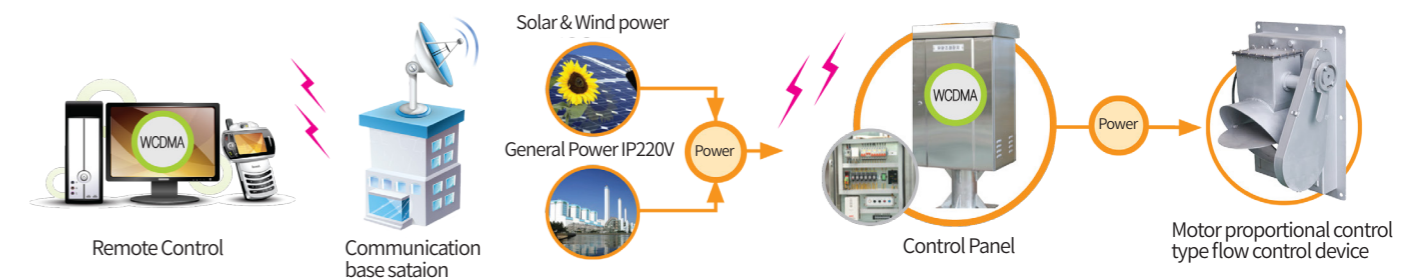 Solar & Wind power
General Power IP220V
WCDMA
Power
WCDMA
Power
Remote Control
Communication
base sataion
Control Panel
Motor proportional control
type flow control device